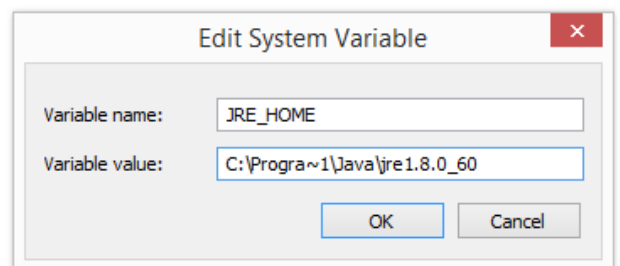 Edit System Variable
Variable name: JRE_HOME
Variable value: C:\Progra~1\Java\jre1.8.0_60
OK Cancel